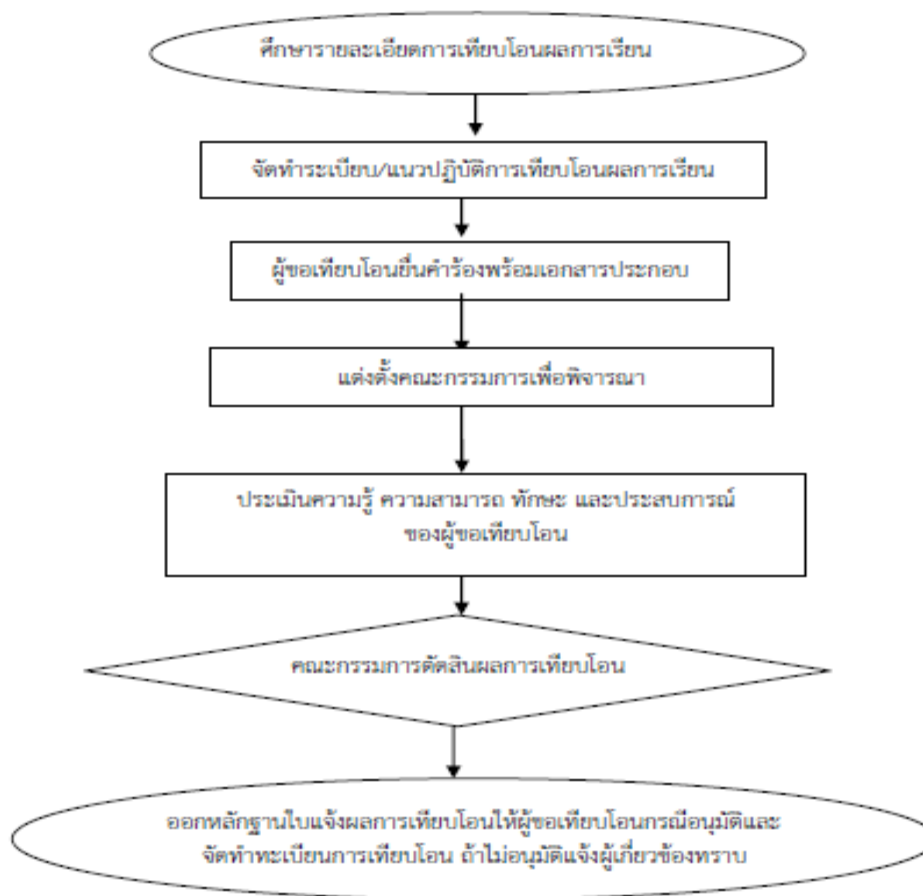 ศึกษารายละเอียดการเทียบโอนผลการเรียน
จัดทำระเบียบ/แนวปฏิบัติการเทียบโอนผลการเรียน
ผู้ขอเทียบโอนยื่นคำร้องพร้อมเอกสารประกอบ
แต่งตั้งคณะกรรมการเพื่อพิจารณา
ประเมินความรู้ ความสามารถ ทักษะ และประสบการณ์
ของผู้ขอเทียบโอน
คณะกรรมการตัดสินผลการเทียบโอน
ออกหลักฐานใบแจ้งผลการเทียบโอนให้ผู้ขอเทียบโอนกรณีอนุมัติและ
จัดทำทะเบียนการเทียบโอน ถ้าไม่อนุมัติแจ้งผู้เกี่ยวข้องทราบ